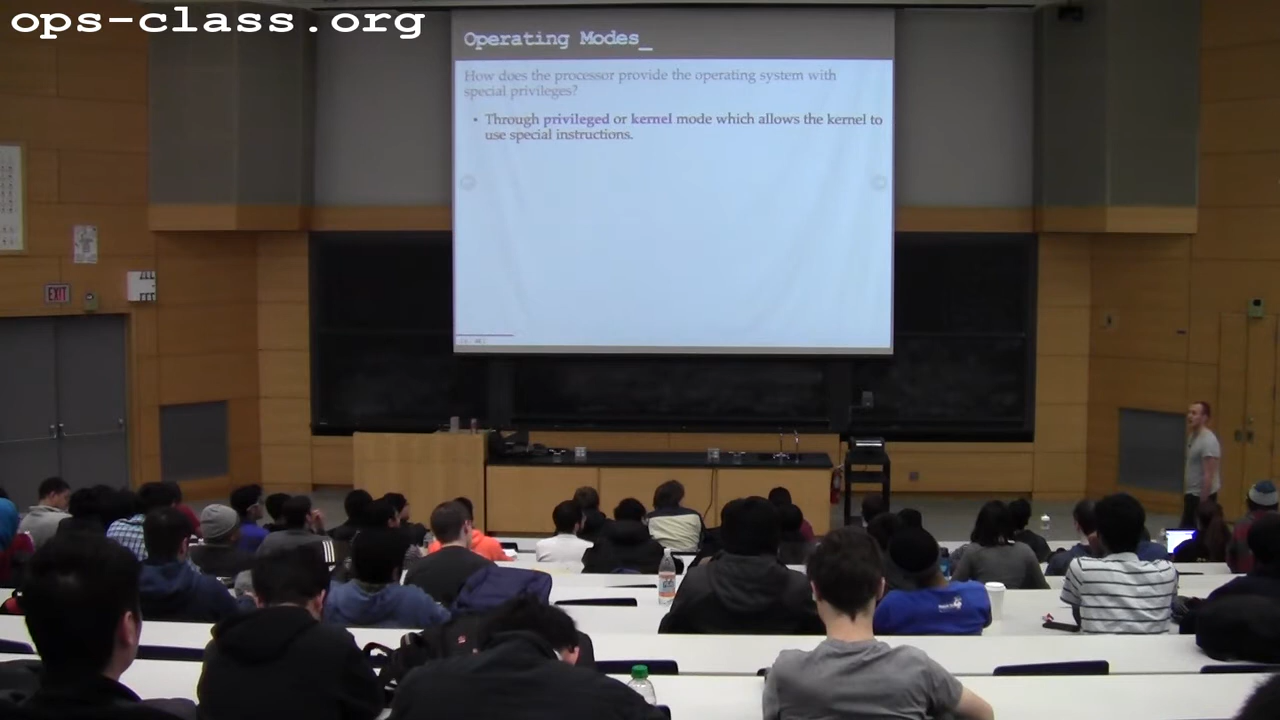 ops-class.org
Operating Modes_
How does the processor provide the operating system with
special privileges?
• Through privileged or kernel mode which allows the kernel to
use special instructions.
EXIT